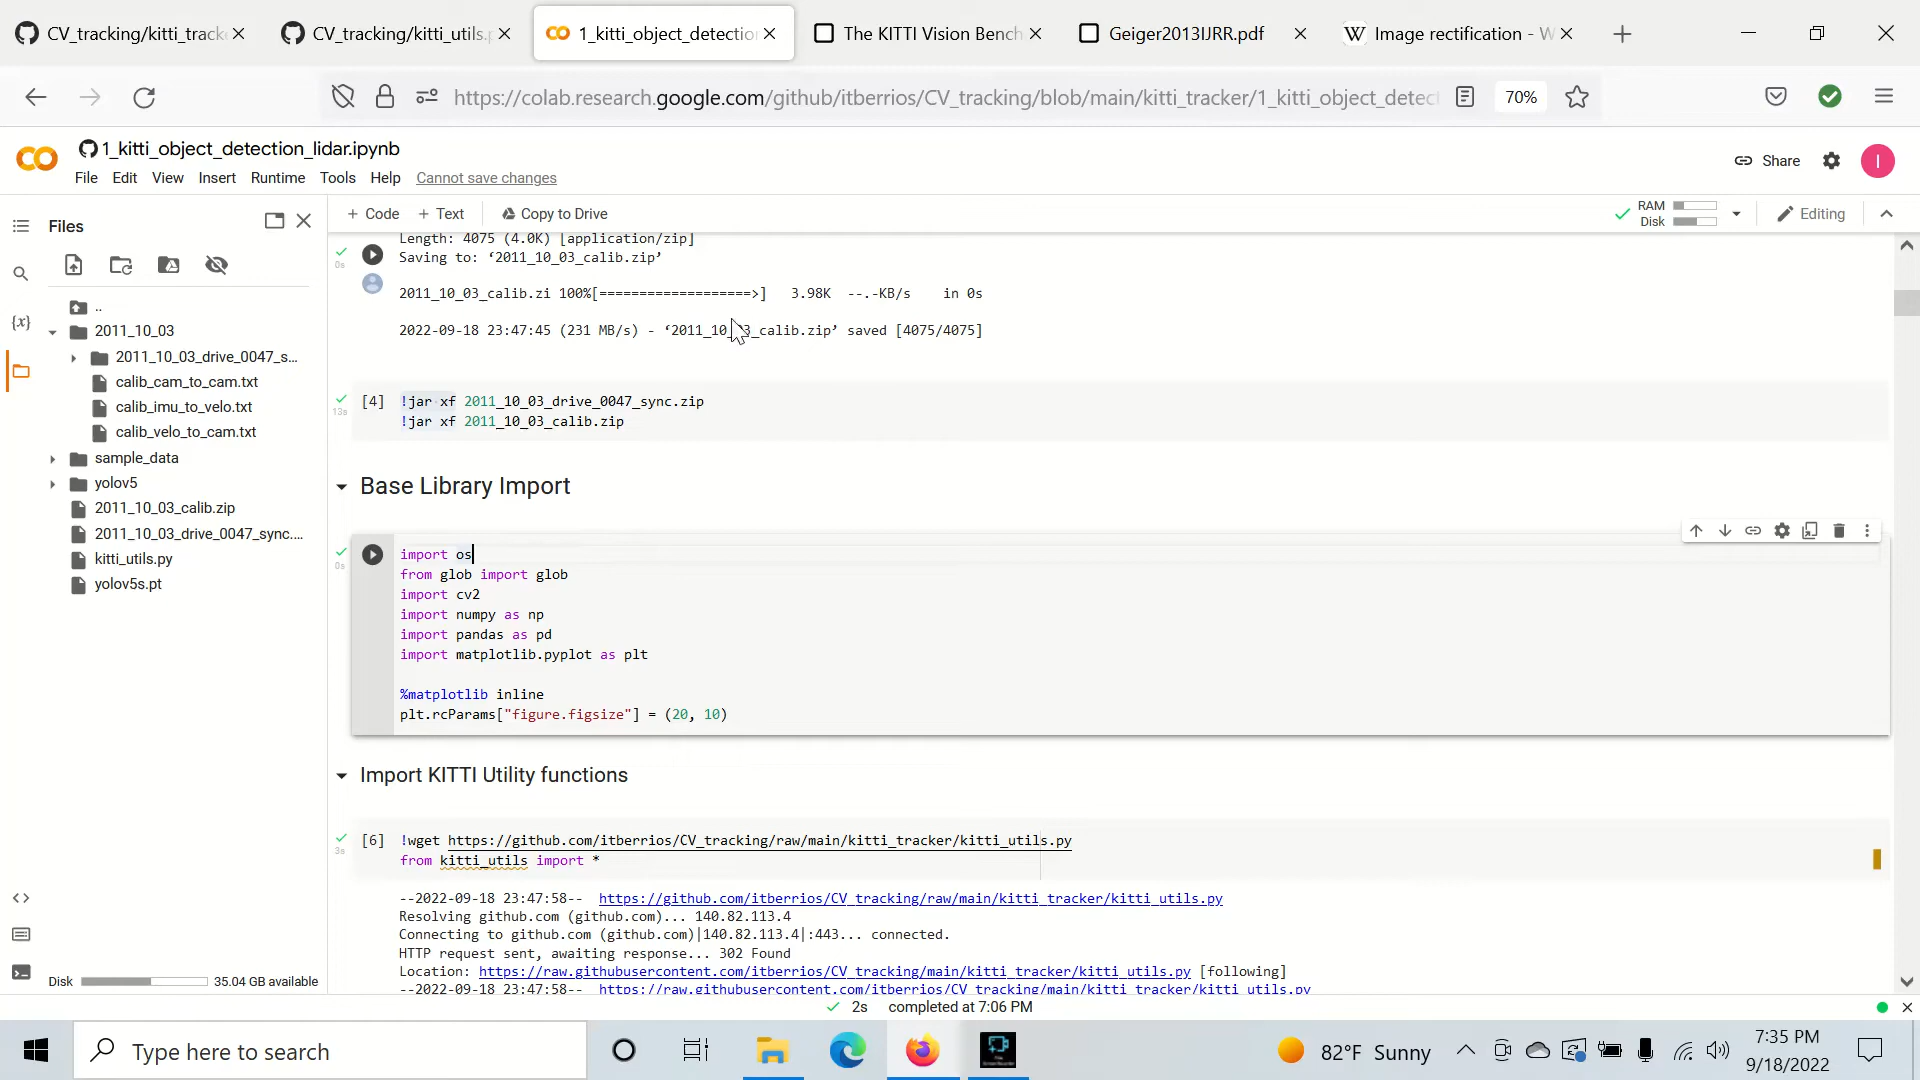 CV_tracking/kitti_track
CV_tracking/kitti_utils.p
1_kitti_object_detectio
The KITTI Vision Bench
Geiger2013IJRR.pdf
Image rectification - W
https://colab.research.google.com/github/itberrios/CV_tracking/blob/main/kitti_tracker/1_kitti_object_detect
70%
1_kitti_object_detection_lidar.ipynb
File Edit View Insert Runtime Tools Help Cannot save changes
Share
I
Files
+ Code + Text Copy to Drive
RAM
Disk
Editing
..
2011_10_03
2011_10_03_drive_0047_s...
calib_cam_to_cam.txt
calib_imu_to_velo.txt
calib_velo_to_cam.txt
sample_data
yolov5
2011_10_03_calib.zip
2011_10_03_drive_0047_sync....
kitti_utils.py
yolov5s.pt
Disk 35.04 GB available
Length: 4075 (4.0K) [application/zip]
0s
Saving to: ‘2011_10_03_calib.zip’
2011_10_03_calib.zi 100%[===================>] 3.98K --.-KB/s in 0s
2022-09-18 23:47:45 (231 MB/s) - ‘2011_10_03_calib.zip’ saved [4075/4075]
13s
[4] !jar xf 2011_10_03_drive_0047_sync.zip
!jar xf 2011_10_03_calib.zip
Base Library Import
0s
import os
from glob import glob
import cv2
import numpy as np
import pandas as pd
import matplotlib.pyplot as plt
%matplotlib inline
plt.rcParams["figure.figsize"] = (20, 10)
Import KITTI Utility functions
3s
[6] !wget https://github.com/itberrios/CV_tracking/raw/main/kitti_tracker/kitti_utils.py
from kitti_utils import *
--2022-09-18 23:47:58-- https://github.com/itberrios/CV_tracking/raw/main/kitti_tracker/kitti_utils.py
Resolving github.com (github.com)... 140.82.113.4
Connecting to github.com (github.com)|140.82.113.4|:443... connected.
HTTP request sent, awaiting response... 302 Found
Location: https://raw.githubusercontent.com/itberrios/CV_tracking/main/kitti_tracker/kitti_utils.py [following]
--2022-09-18 23:47:58-- https://raw.githubusercontent.com/itberrios/CV_tracking/main/kitti_tracker/kitti_utils.py
2s completed at 7:06 PM
Type here to search
82°F Sunny
7:35 PM
9/18/2022